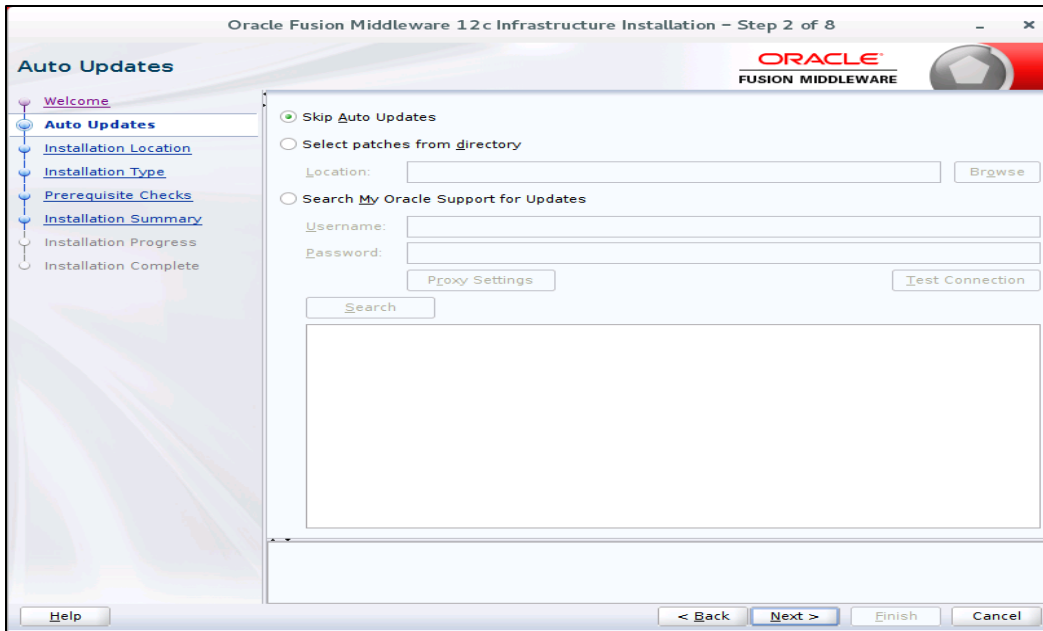 Oracle Fusion Middleware 12c Infrastructure Installation – Step 2 of 8
Auto Updates
ORACLE
FUSION MIDDLEWARE
Welcome
Auto Updates
Installation Location
Installation Type
Prerequisite Checks
Installation Summary
Installation Progress
Installation Complete
Skip Auto Updates
Select patches from directory
Location:
Browse
Search My Oracle Support for Updates
Username:
Password:
Proxy Settings
Test Connection
Search
Help
< Back
Next >
Finish
Cancel